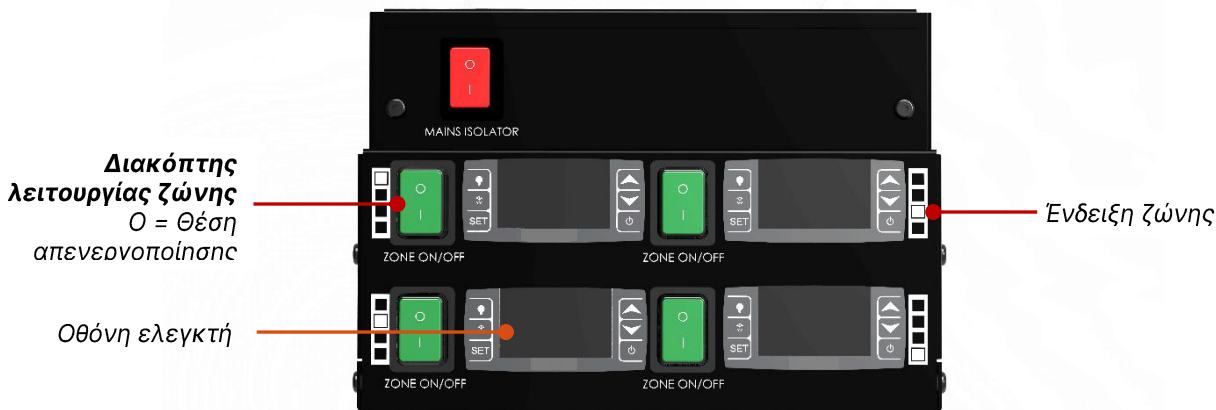 O
I
MAINS ISOLATOR
Διακόπτης
λειτουργίας ζώνης
Ο = Θέση
απενεργοποίησης
O
I
SET
ZONE ON/OFF
O
I
SET
ZONE ON/OFF
Ένδειξη ζώνης
Οθόνη ελεγκτή
O
I
SET
ZONE ON/OFF
O
I
SET
ZONE ON/OFF